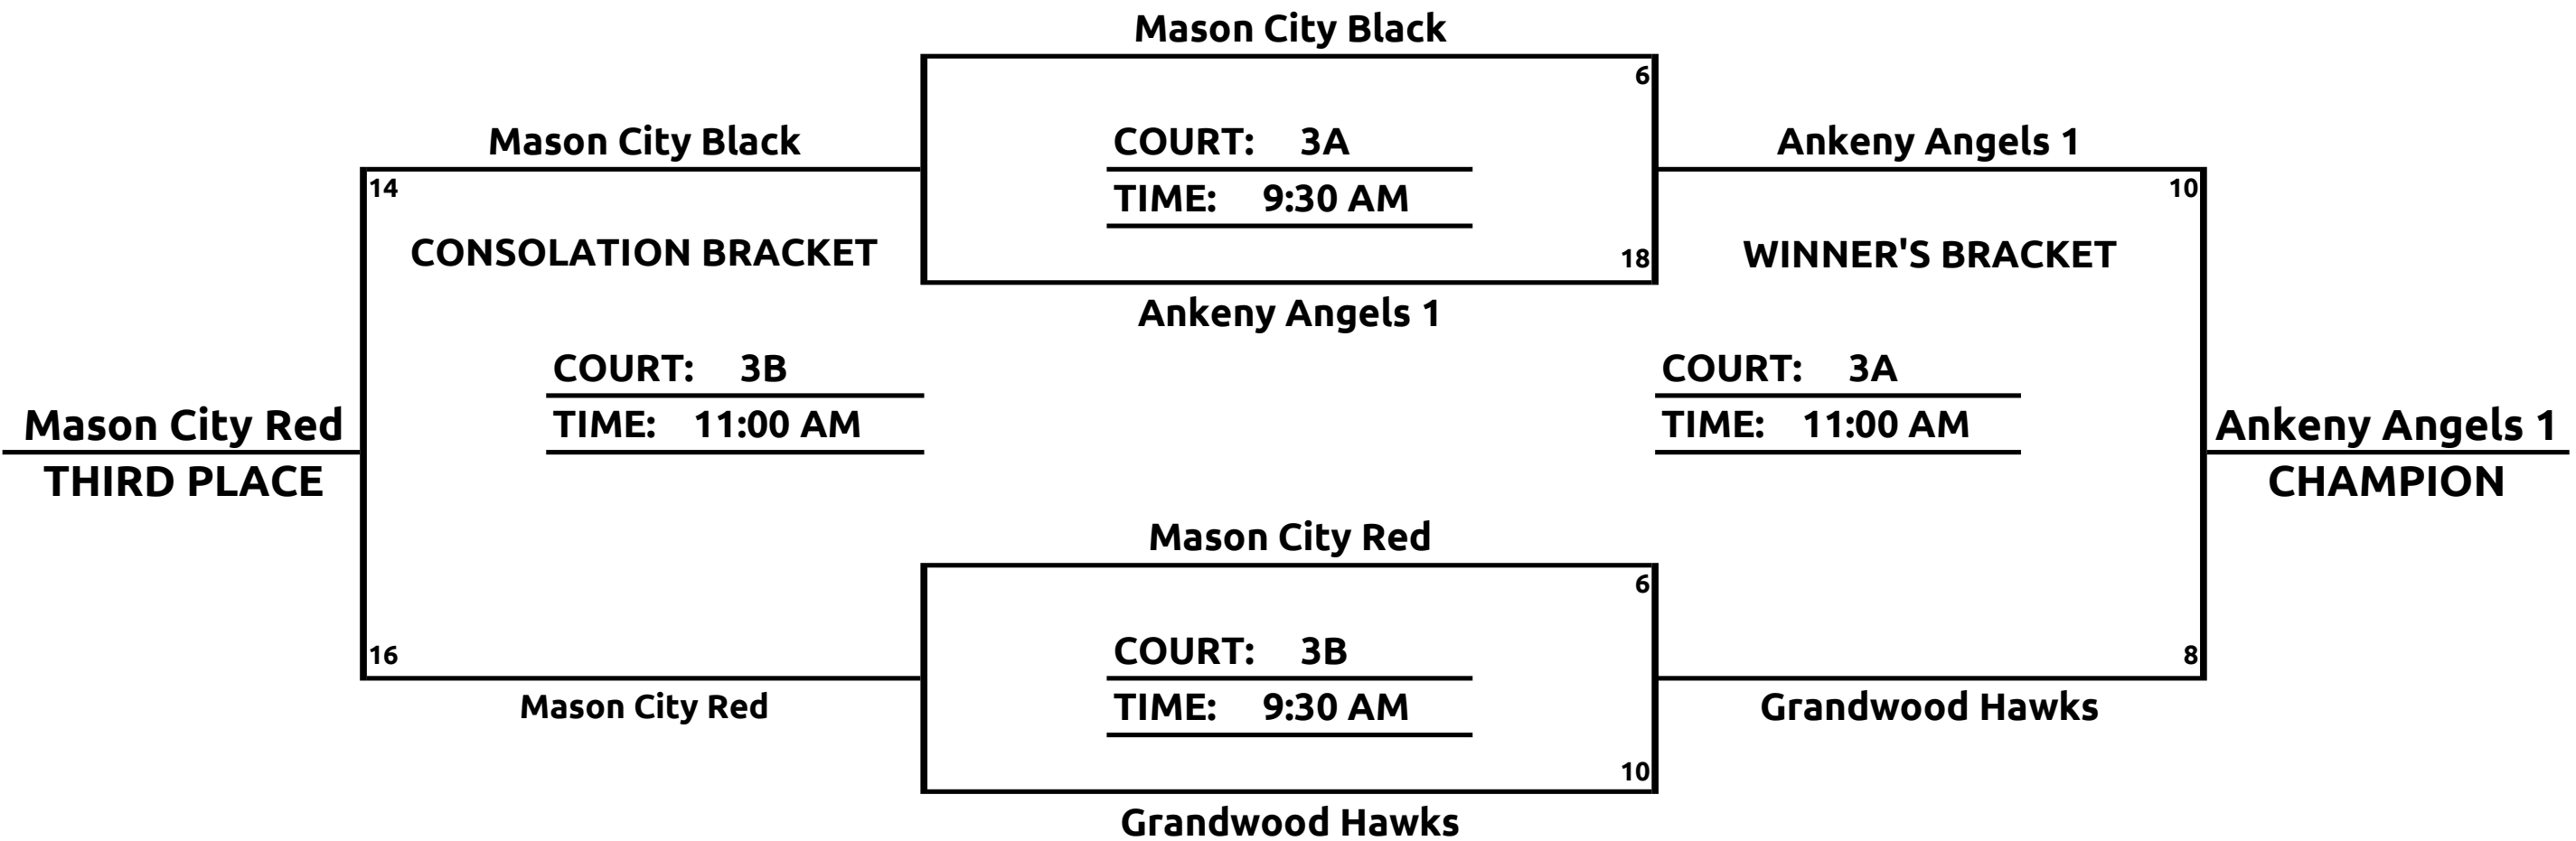 Mason City Black
6
Mason City Black
COURT: 3A
Ankeny Angels 1
14
10
TIME: 9:30 AM
CONSOLATION BRACKET
18
WINNER'S BRACKET
Ankeny Angels 1
COURT: 3B
COURT: 3A
Mason City Red
TIME: 11:00 AM
TIME: 11:00 AM
Ankeny Angels 1
THIRD PLACE
CHAMPION
Mason City Red
6
16
COURT: 3B
8
Mason City Red
TIME: 9:30 AM
Grandwood Hawks
10
Grandwood Hawks